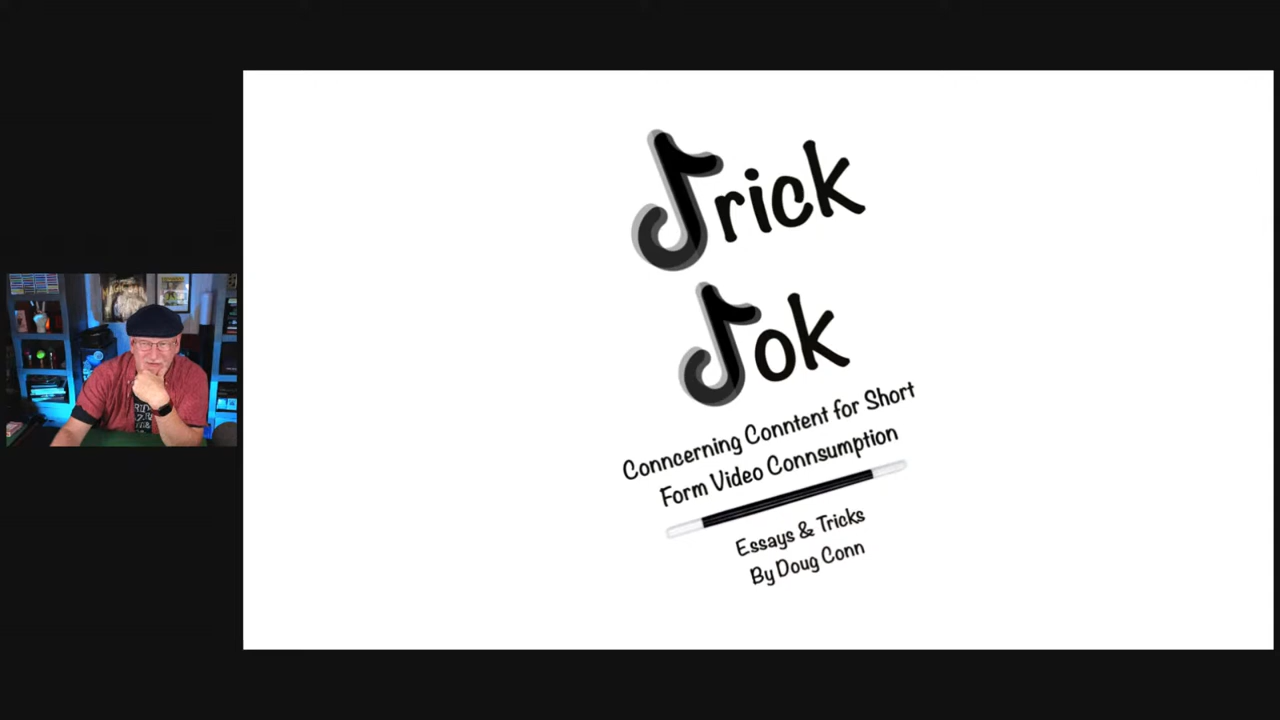 Trick
Tok
Conncerning Conntent for Short
Form Video Connsumption
Essays & Tricks
By Doug Conn